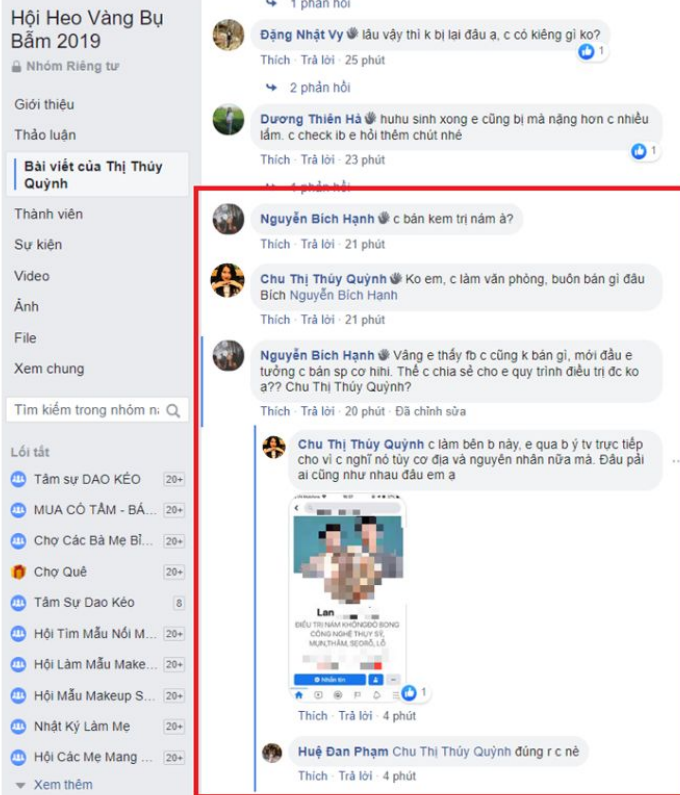 Hội Heo Vàng Bụ
Bẫm 2019
Nhóm Riêng tư
Giới thiệu
Thảo luận
Bài viết của Thị Thúy
Quỳnh
Thành viên
Sự kiện
Video
Ảnh
File
Xem chung
Tìm kiếm trong nhóm n
Lối tắt
Tâm sự DAO KÉO 20+
MUA CÓ TÂM - BÁ... 20+
Chợ Các Bà Mẹ Bỉ... 20+
Chợ Quê 20+
Tâm Sự Dao Kéo 8
Hội Tìm Mẫu Nối M... 20+
Hội Làm Mẫu Make... 20+
Hội Mẫu Makeup S... 20+
Nhật Ký Làm Mẹ 20+
Hội Các Mẹ Mang ... 20+
Xem thêm
1 phản hồi
Đặng Nhật Vy lâu vậy thì k bị lại đâu ạ, c có kiêng gì ko?
1
Thích · Trả lời · 25 phút
2 phản hồi
Dương Thiên Hà huhu sinh xong e cũng bị mà nặng hơn c nhiều
lắm. c check ib e hỏi thêm chút nhé
1
Thích · Trả lời · 23 phút
1 phản hồi
Nguyễn Bích Hạnh c bán kem trị nám à?
Thích · Trả lời · 21 phút
Chu Thị Thúy Quỳnh Ko em, c làm văn phòng, buôn bán gì đâu
Bích Nguyễn Bích Hạnh
Thích · Trả lời · 21 phút
Nguyễn Bích Hạnh Vâng e thấy fb c cũng k bán gì, mới đầu e
tưởng c bán sp cơ hihi. Thế c chia sẻ cho e quy trình điều trị đc ko
ạ?? Chu Thị Thúy Quỳnh?
Thích · Trả lời · 20 phút · Đã chỉnh sửa
Chu Thị Thúy Quỳnh c làm bên b này, e qua b ý tv trực tiếp
cho vì c nghĩ nó tùy cơ địa và nguyên nhân nữa mà. Đâu pải
ai cũng như nhau đâu em ạ
Lan
ĐIỀU TRỊ NÁM KHÔNGĐỎ BONG
CÔNG NGHỆ THỤY SỸ,
MỤN,THÂM, SẸORỖ, LỖ
Nhắn tin
1
Thích · Trả lời · 4 phút
Huệ Đan Phạm Chu Thị Thúy Quỳnh đúng r c nè
Thích · Trả lời · 4 phút